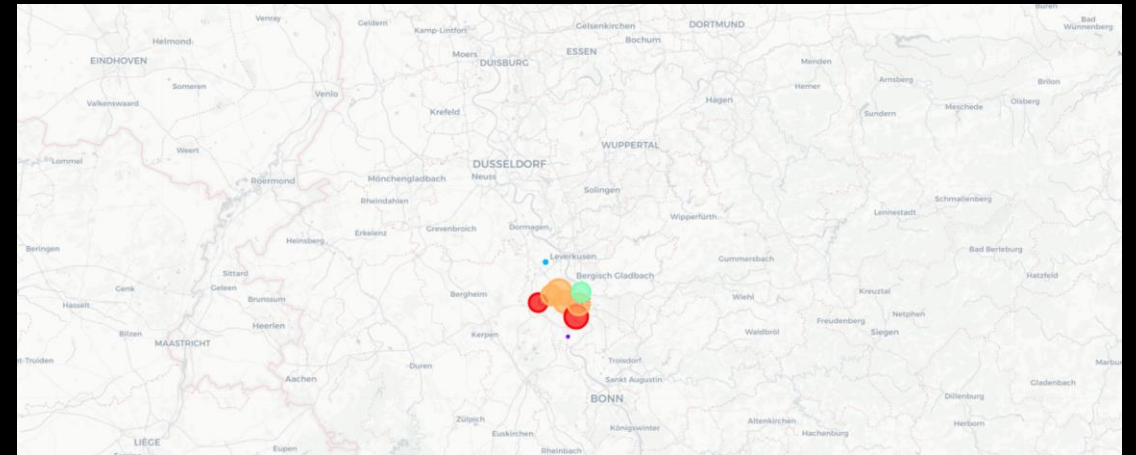 Buren
Venray
Geldern
Kamp-Lintfort
Gelsenkirchen
DORTMUND
Bad
Wünnenberg
Helmond
Bochum
EINDHOVEN
Moers
DUISBURG
ESSEN
Menden
Someren
Venlo
Hemer
Arnsberg
Brilon
Valkenswaard
Krefeld
Hagen
Sundern
Meschede
Olsberg
Weert
WUPPERTAL
Lommel
DUSSELDORF
Roermond
Mönchengladbach
Neuss
Solingen
Rheindahlen
Schmallenberg
Wipperfürth
Lennestadt
Heinsberg
Erkelenz
Grevenbroich
Dormagen
Beringen
Leverkusen
Gummersbach
Bad Berleburg
Sittard
Bergisch Gladbach
Hatzfeld
Genk
Geleen
Brunssum
Bergheim
Wiehl
Kreuztal
Hasselt
Heerlen
Freudenberg
Netphen
Bilzen
MAASTRICHT
Kerpen
Waldbröl
Siegen
t-Truiden
Duren
Troisdorf
Marbu
Aachen
Sankt Augustin
Gladenbach
BONN
Dillenburg
Zülpich
Königswinter
Altenkirchen
Hachenburg
Herborn
LIÈGE
Eupen
Euskirchen
Rheinbach